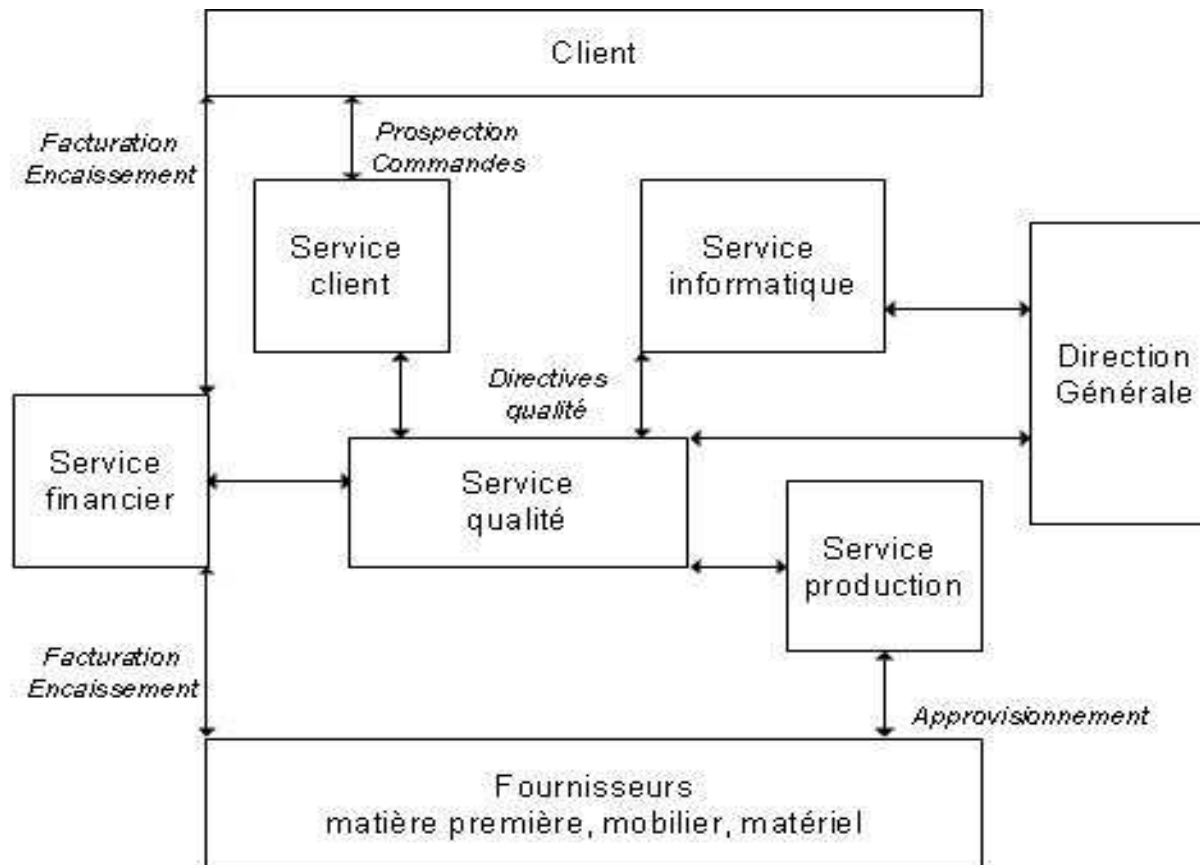 Client
Facturation
Encaissement
Prospection
Commandes
Service
client
Service
informatique
Direction
Générale
Directives
qualité
Service
financier
Service
qualité
Service
production
Facturation
Encaissement
Approvisionnement
Fournisseurs
matière première, mobilier, matériel